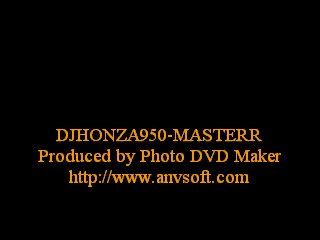 DJHONZA950-MASTERR
Produced by Photo DVD Maker
http://www.anvsoft.com